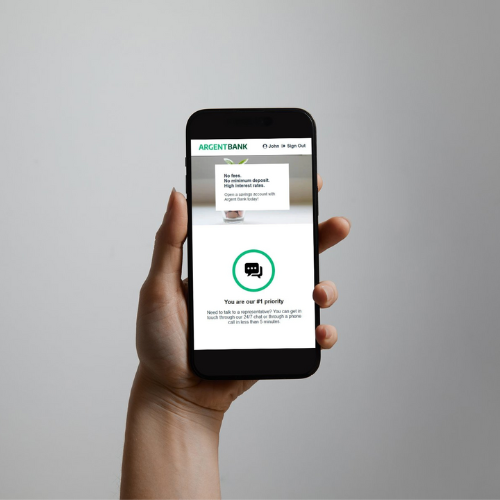 ARGENTBANK John Sign Out
No fees.
No minimum deposit.
High interest rates.
Open a savings account with
Argent Bank today!
You are our #1 priority
Need to talk to a representative? You can get in
touch through our 24/7 chat or through a phone
call in less than 5 minutes.